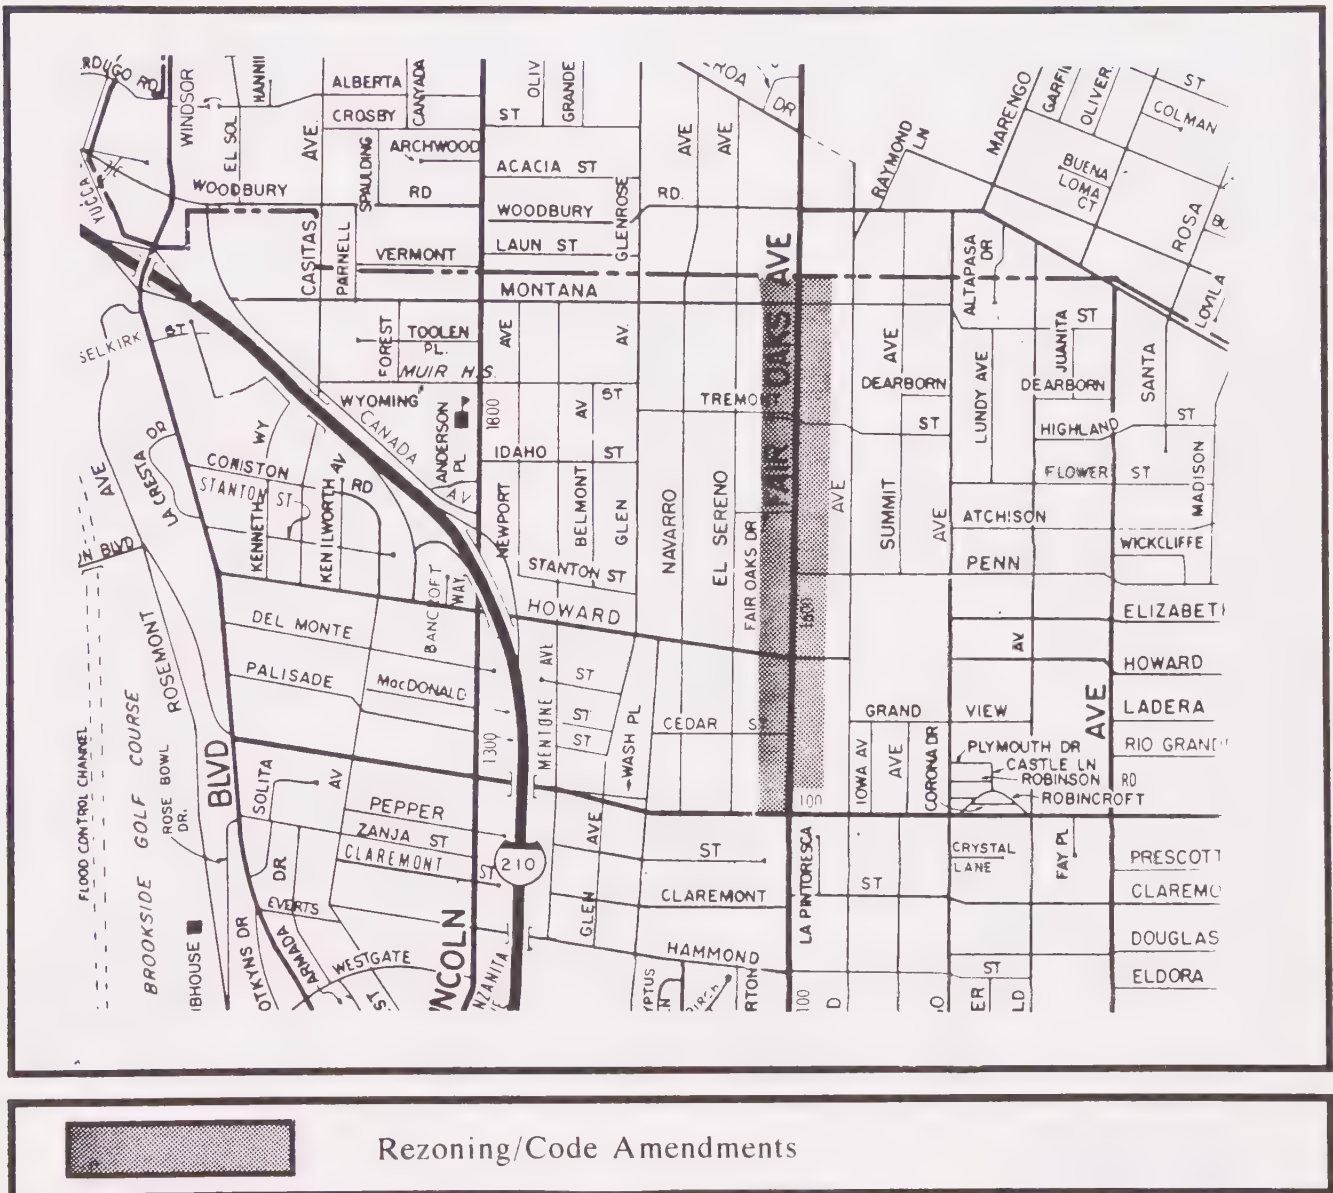 WINDSOR
EL SOL
ALBERTA
CROSBY
CANYADA
ARCHWOOD
AVE
SPAULDING
WOODBURY
RD
ST
GRANDE
ACACIA ST
WOODBURY
RD.
LAUN ST
GLENROSE
AVE
AVE
DR
RAYMOND
LN
MARENGO
OLIVER
ST
COLMAN
BUENA
LOMA
CT
ROSA
YUCCA
CASITAS
PARNELL
VERMONT
MONTANA
FAIR OAKS AVE
ALTAPASA
DR
SELKIRK
ST
FOREST
TOOLEN
PL.
MUIR H.S.
AVE
AV.
AVE
JUANITA
ST
LUNDY AVE
SANTA
WYOMING
CANADA
ANDERSON
PL
1800
AV
ST
TREMONT
DEARBORN
DEARBORN
ST
HIGHLAND
ST
IDAHO
ST
WY
CONISTON
RD
AV
STANTON ST
LA CRESTA DR
AVE
KENNETH
KENILWORTH
AV
NEWPORT
BELMONT
GLEN
NAVARRO
EL SERENO
FAIR OAKS DR
AVE
SUMMIT
AVE
FLOWER ST
MADISON
ATCHISON
WICKCLIFFE
STANTON ST
PENN
BLVD
BANCROFT
WAY
HOWARD
1600
ELIZABETH
DEL MONTE
AV
HOWARD
ROSEMONT
PALISADE
MacDONALD
MENTONE AVE
ST
ST
ST
WASH PL
CEDAR ST
GRAND VIEW
AVE
LADERA
RIO GRAND
FLOOD CONTROL CHANNEL
BROOKSIDE GOLF COURSE
ROSE BOWL
DR.
BLVD
SOLITA
AV
1300
IOWA AV
AVE
CORONA DR
PLYMOUTH DR
CASTLE LN
ROBINSON
RD
ROBINCROFT
100
PEPPER
ZANJA ST
CLAREMONT
ST
210
AVE
ST
LA PINTORESCA
CRYSTAL
LANE
FAY PL
PRESCOTT
DR
CLAREMONT
ST
CLAREMO
EVERTS
GLEN
DOUGLAS
ARMADA
WESTGATE
HAMMOND
ST
ELDORA
100
Rezoning/Code Amendments